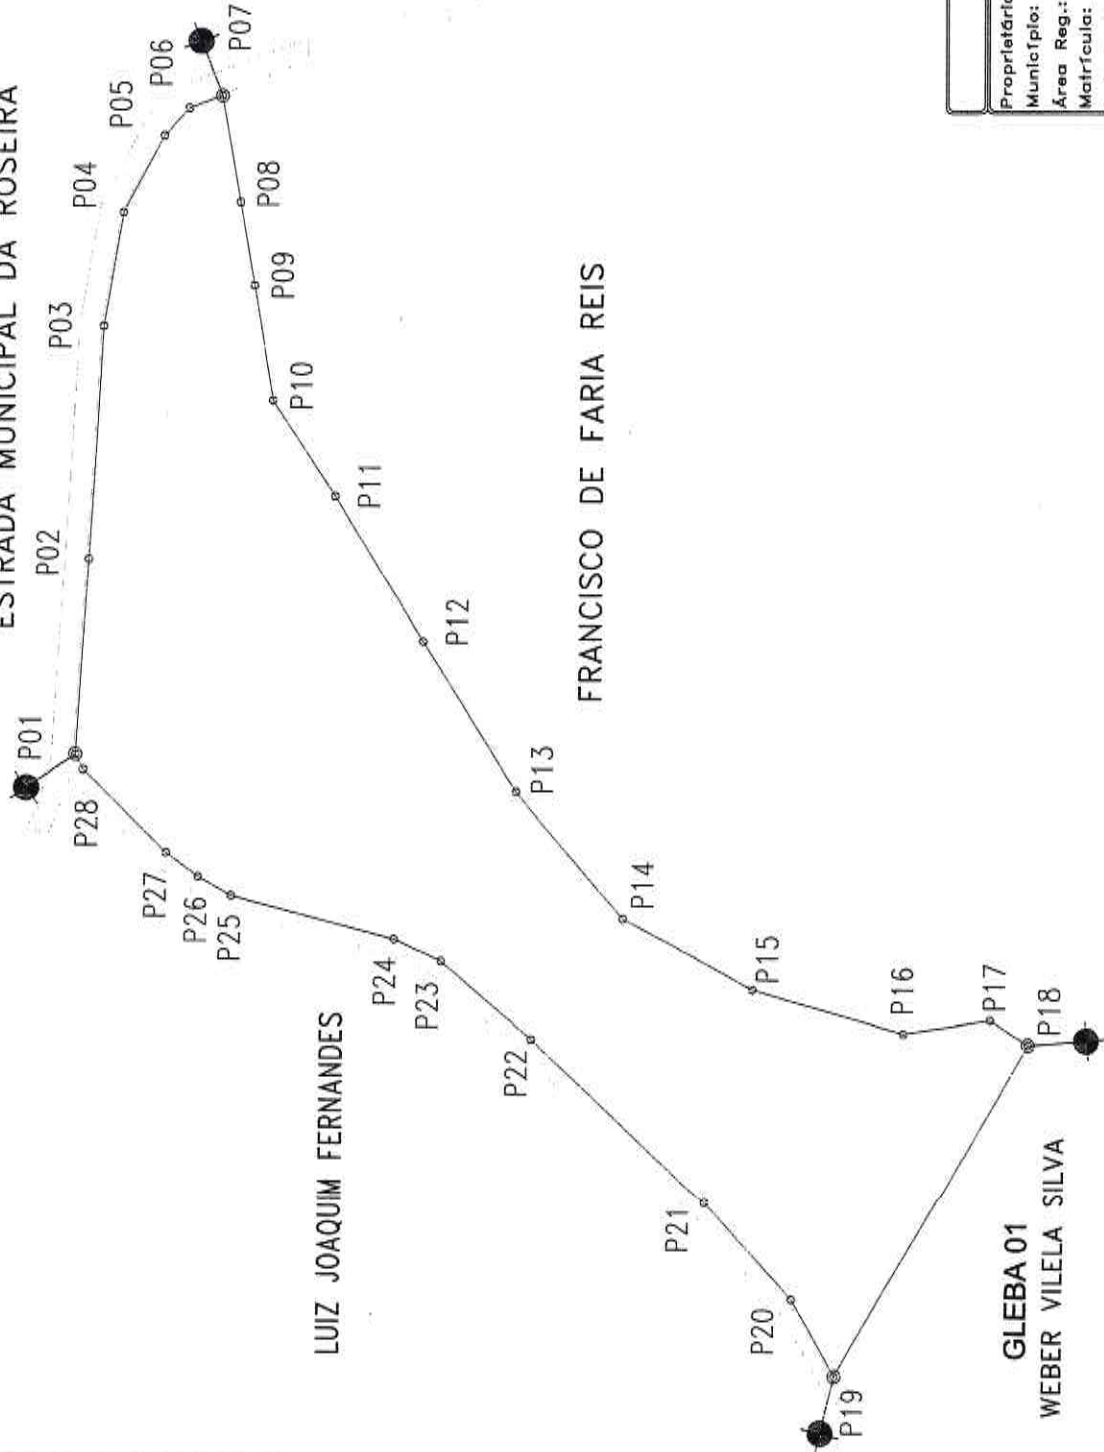 ESTRADA MUNICIPAL DA ROSEIRA
P01
P02
P03
P04
P05
P06
P07
P08
P09
P10
P11
P12
P13
P14
P15
P16
P17
P18
P19
P20
P21
P22
P23
P24
P25
P26
P27
P28
LUIZ JOAQUIM FERNANDES
FRANCISCO DE FARIA REIS
GLEBA 01
WEBER VILELA SILVA
Município:
Área Reg.:
Matrícula: